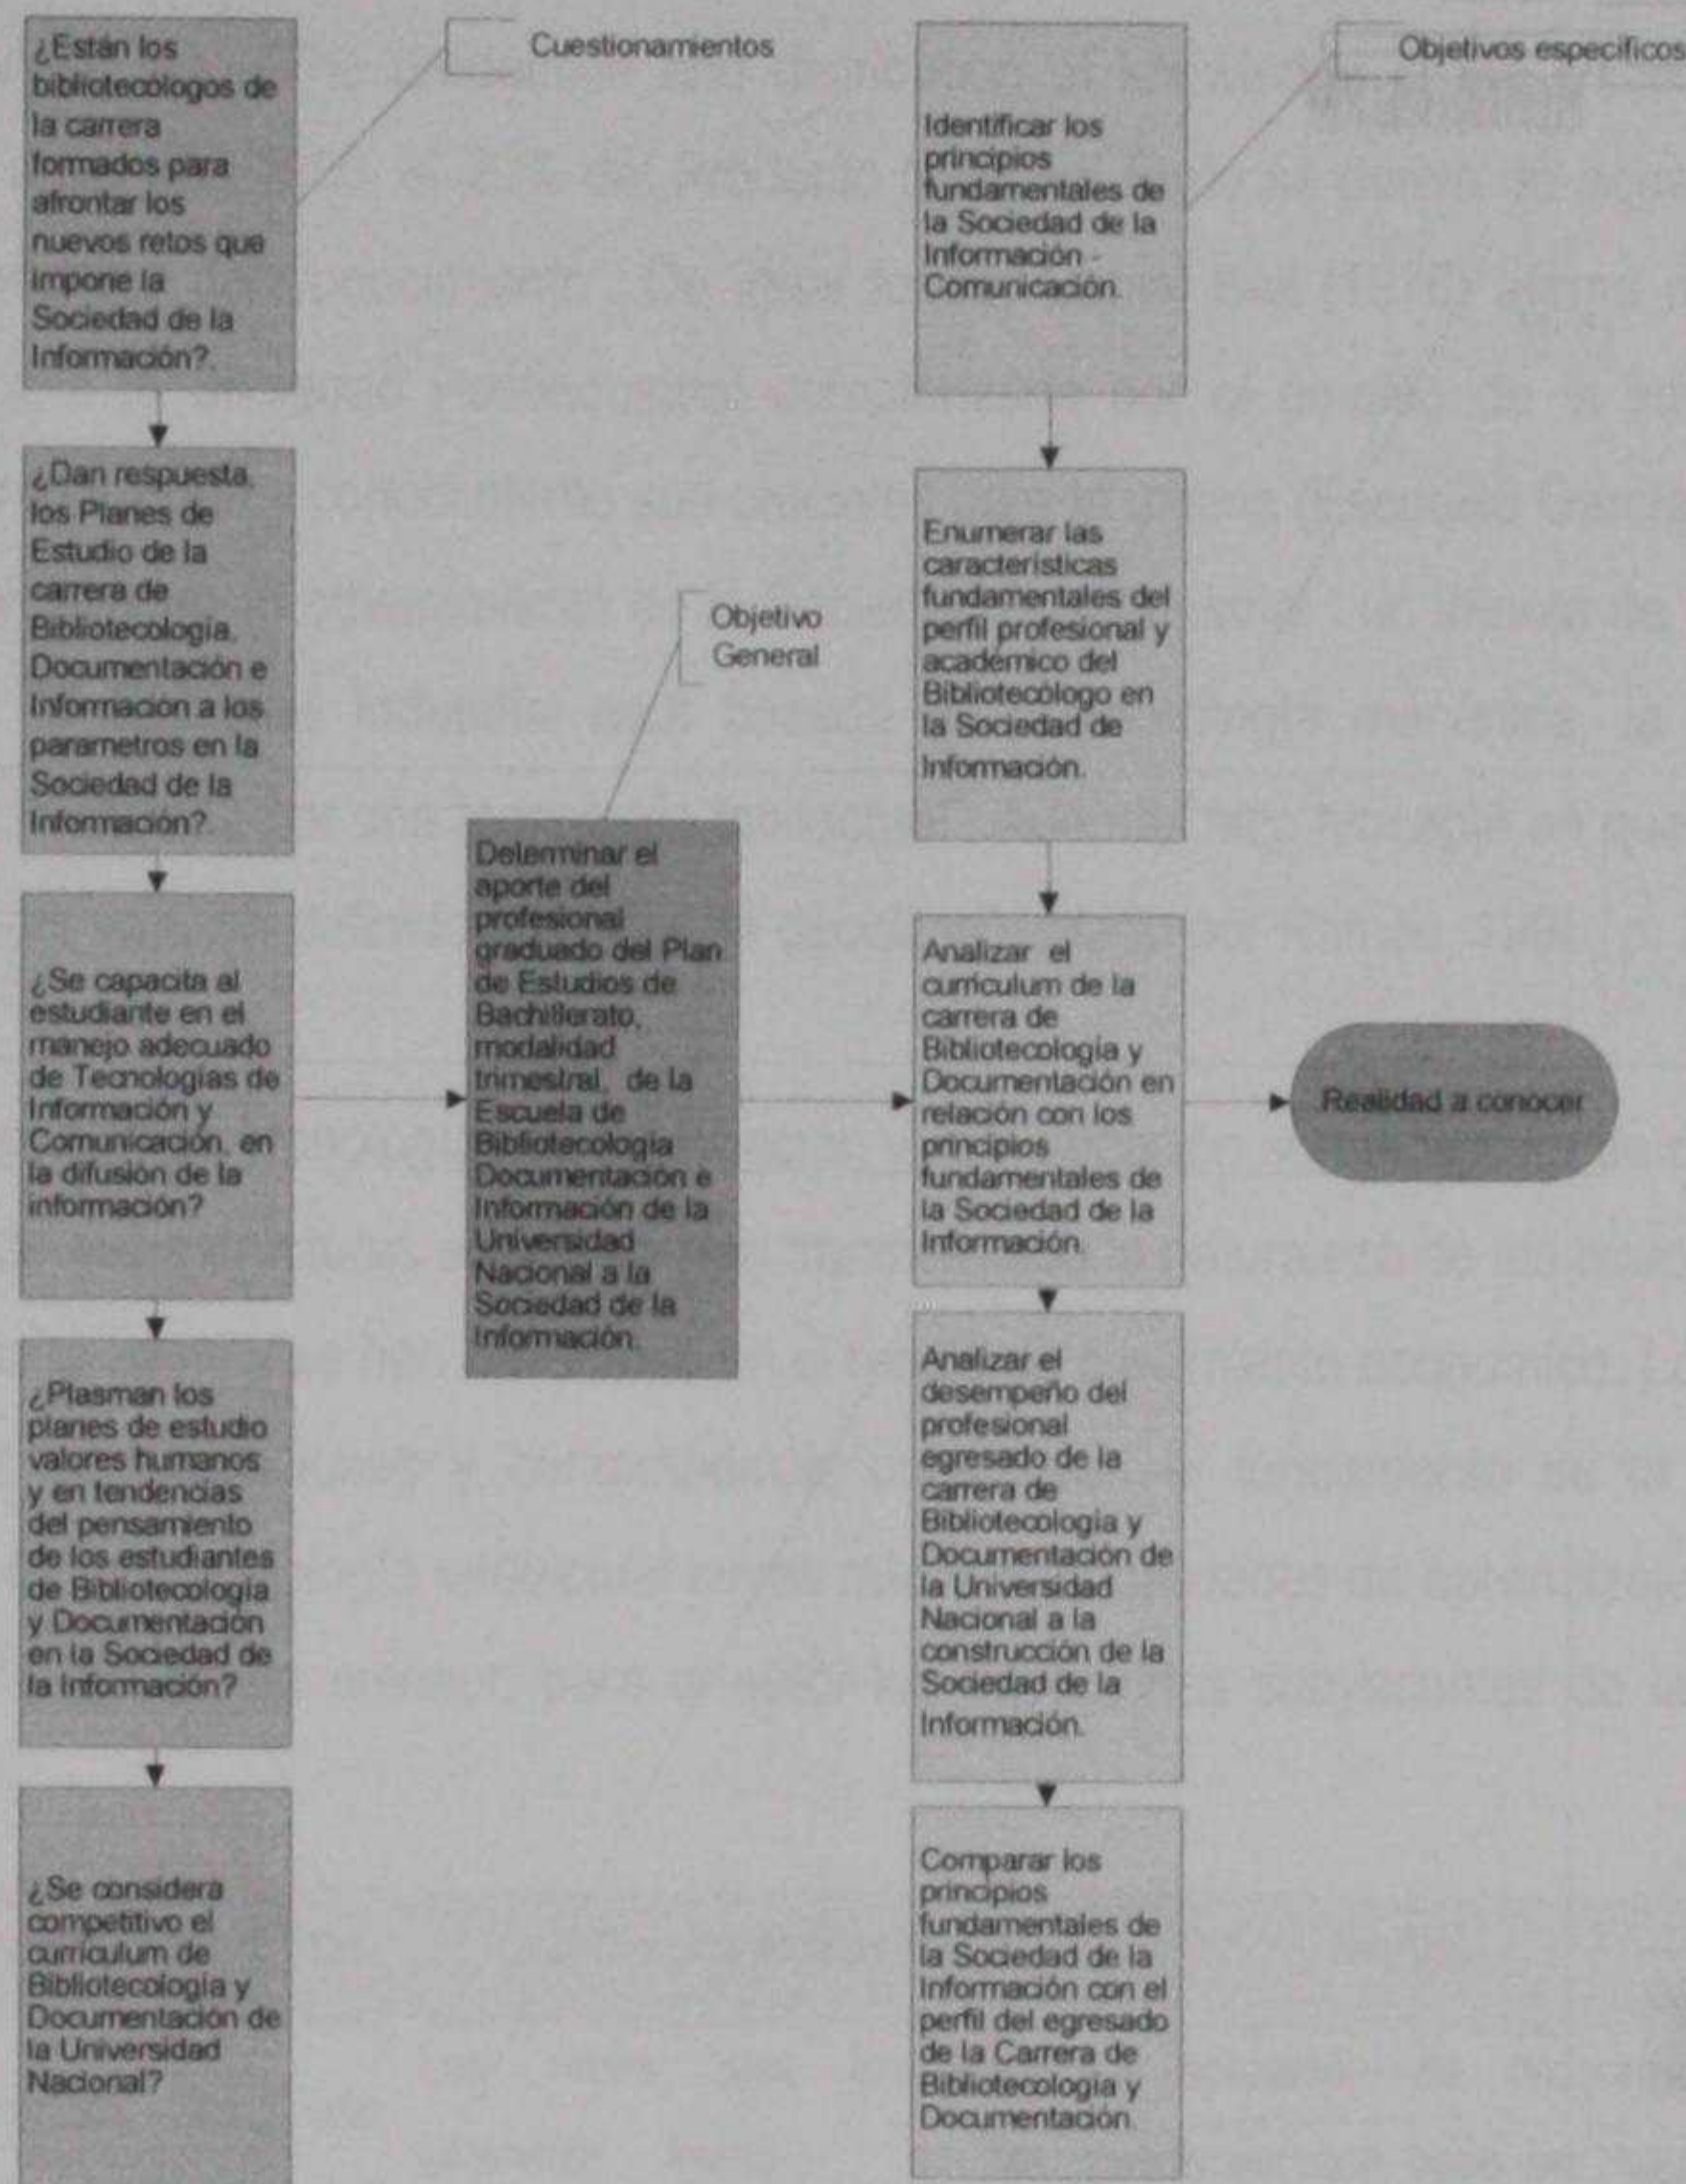 ¿Están los
bibliotecólogos de
la carrera
formados para
afrontar los
nuevos retos que
impone la
Sociedad de la
Información?.
Cuestionamientos
¿Dan respuesta,
los Planes de
Estudio de la
carrera de
Bibliotecología,
Documentación e
Información a los
parametros en la
Sociedad de la
Información?
¿Se capacita al
estudiante en el
manejo adecuado
de Tecnologías de
Información y
Comunicación, en
la difusión de la
información?
¿Plasman los
planes de estudio
valores humanos
y en tendencias
del pensamiento
de los estudiantes
de Bibliotecología
y Documentación
en la Sociedad de
la Información?
¿Se considera
competitivo el
curriculum de
Bibliotecología y
Documentación de
la Universidad
Nacional?
Objetivo
General
Determinar el
aporte del
profesional
graduado del Plan
de Estudios de
Bachillerato,
modalidad
trimestral, de la
Escuela de
Bibliotecología
Documentación e
Información de la
Universidad
Nacional a la
Sociedad de la
Información.
Objetivos específicos
Identificar los
principios
fundamentales de
la Sociedad de la
Información -
Comunicación.
Enumerar las
características
fundamentales del
perfil profesional y
académico del
Bibliotecólogo en
la Sociedad de
Información.
Analizar el
curriculum de la
carrera de
Bibliotecología y
Documentación en
relación con los
principios
fundamentales de
la Sociedad de la
Información.
Analizar el
desempeño del
profesional
egresado de la
carrera de
Bibliotecología y
Documentación de
la Universidad
Nacional a la
construcción de la
Sociedad de la
Información.
Comparar los
principios
fundamentales de
la Sociedad de la
Información con el
perfil del egresado
de la Carrera de
Bibliotecología y
Documentación.
Realidad a conocer